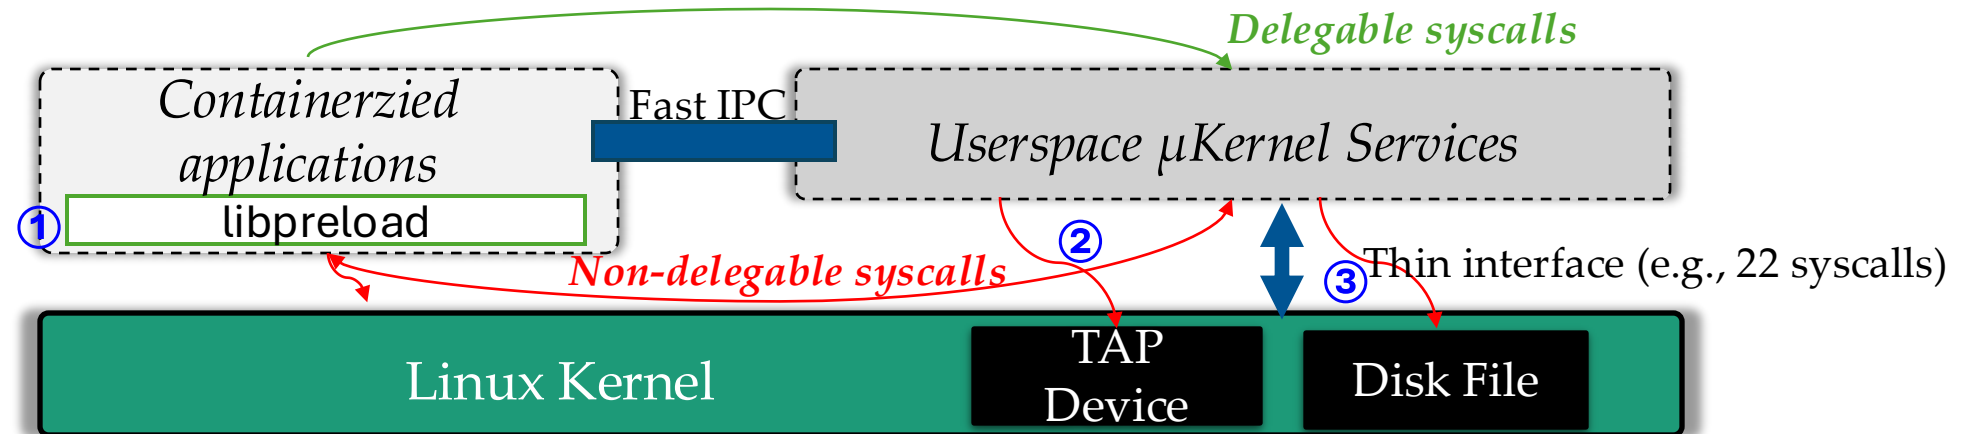 Delegable syscalls
Containerzied
applications
Fast IPC
Userspace µKernel Services
①
libpreload
②
Non-delegable syscalls
③
Thin interface (e.g., 22 syscalls)
Linux Kernel
TAP
Device
Disk File